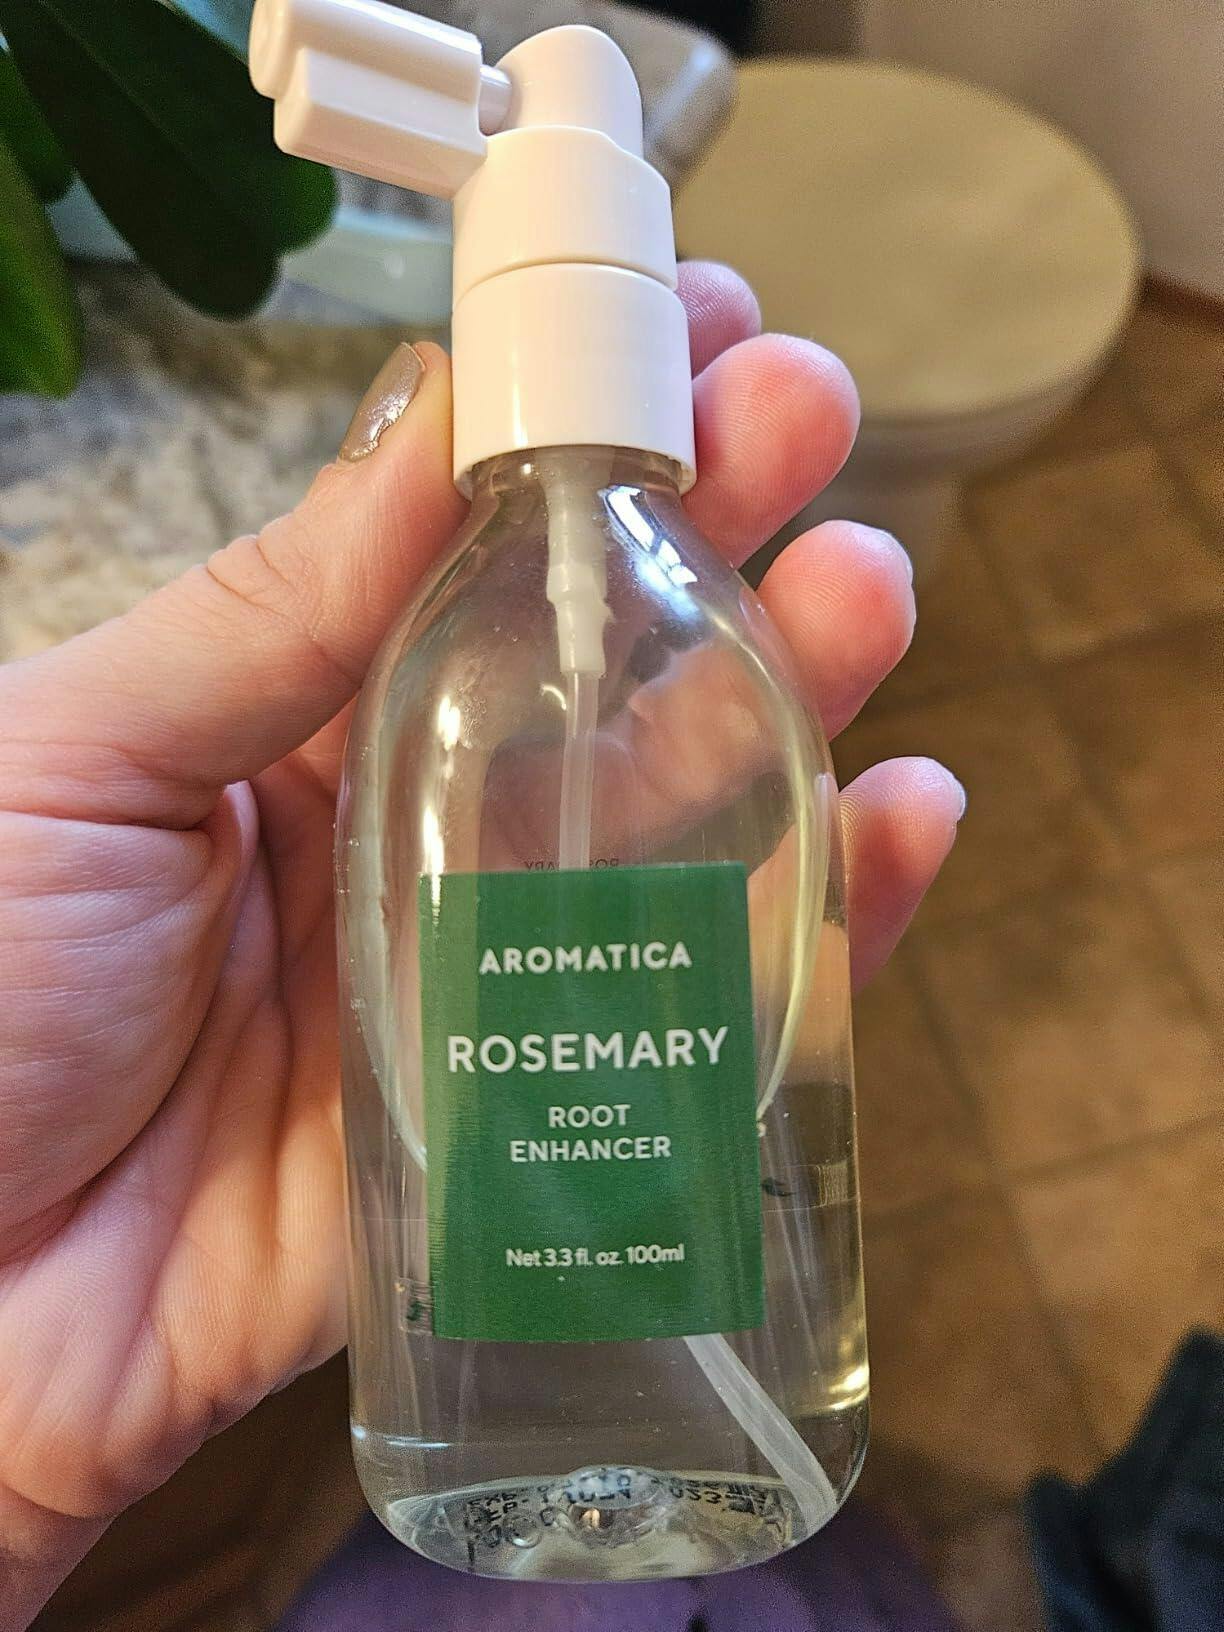 AROMATICA
ROSEMARY
ROOT
ENHANCER
Net 3.3 fl. oz. 100ml